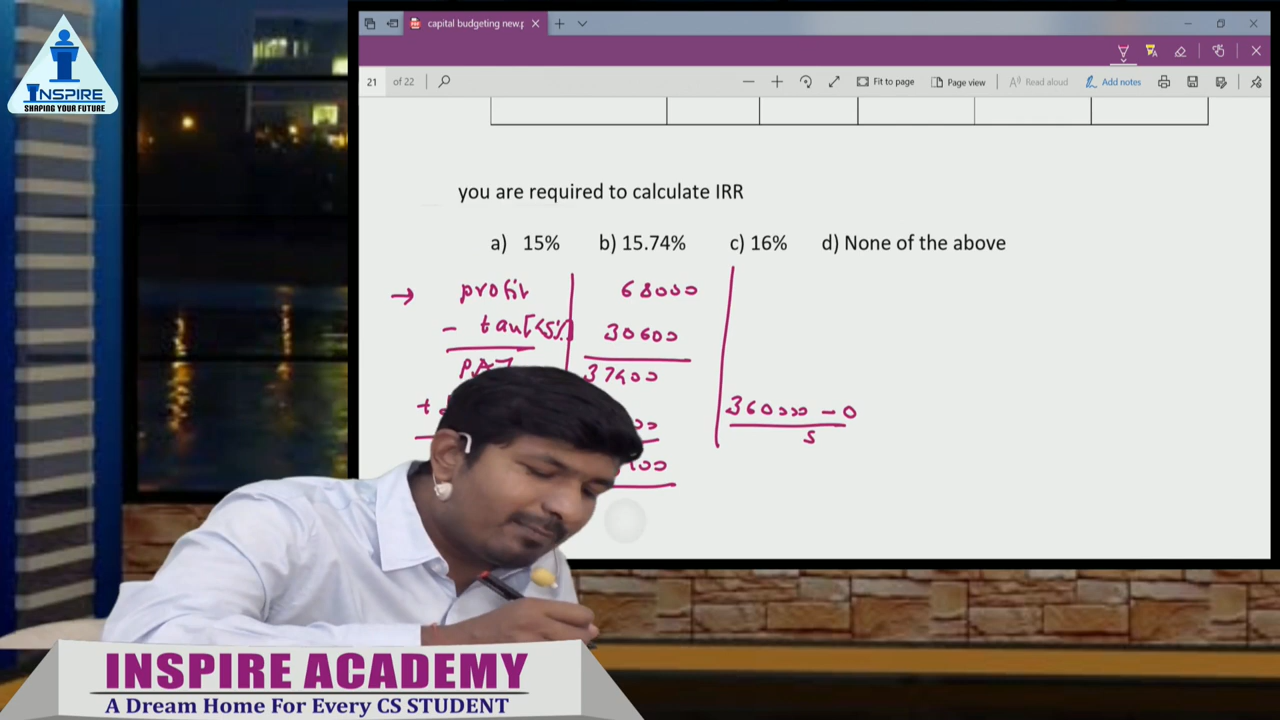 INSPIRE
SHAPING YOUR FUTURE
capital budgeting new.p
21 of 22
Fit to page
Page view
Read aloud
Add notes
you are required to calculate IRR
a) 15% b) 15.74% c) 16% d) None of the above
→ profit 68000
- 30600
37400
+
360000 - 0
5
INSPIRE ACADEMY
A Dream Home For Every CS STUDENT